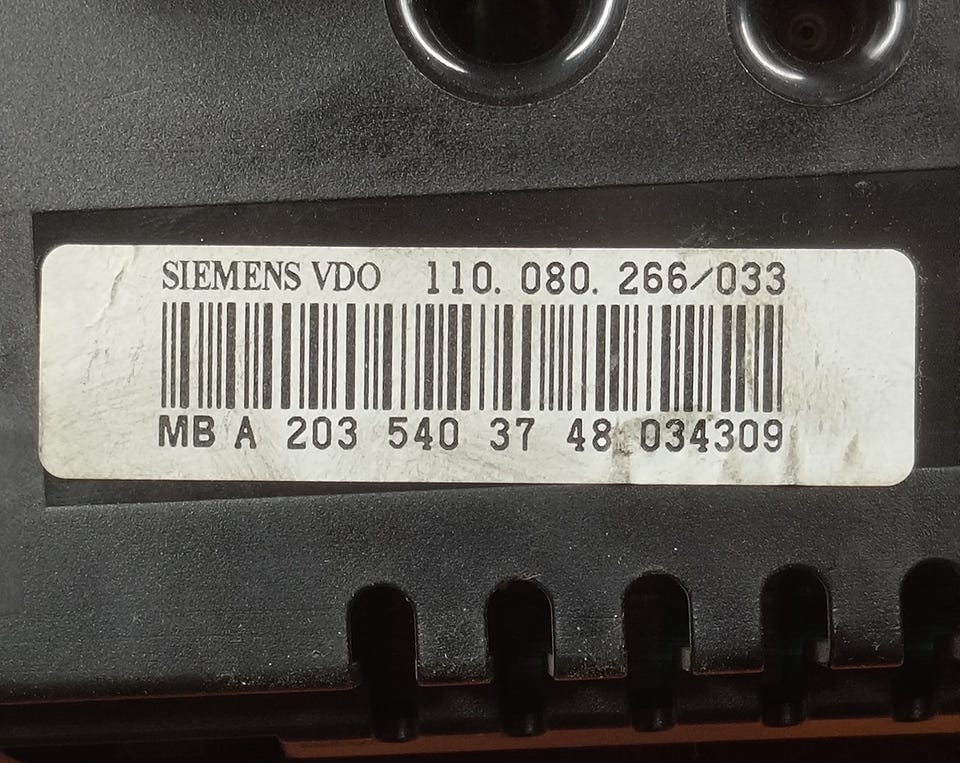 SIEMENS VDO 110. 080. 266/033
MB A 203 540 37 48 034309